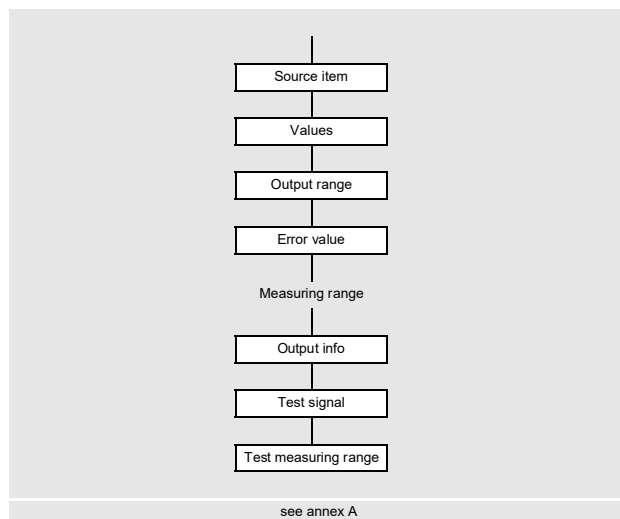 Source item
Values
Output range
Error value
Measuring range
Output info
Test signal
Test measuring range
see annex A